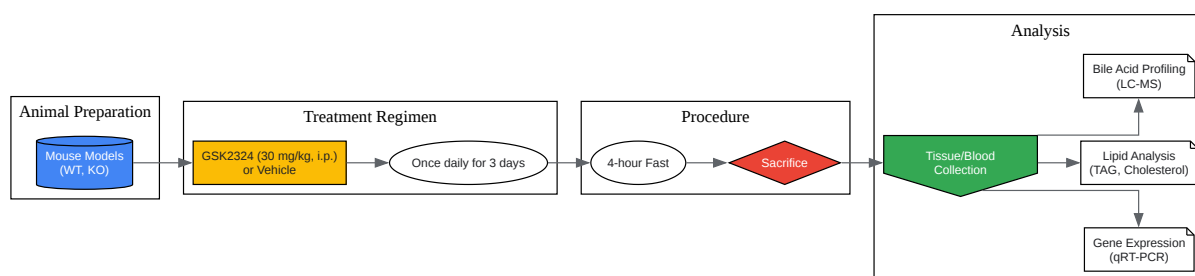 Animal Preparation
Mouse Models
(WT, KO)
Treatment Regimen
GSK2324 (30 mg/kg, i.p.)
or Vehicle
Once daily for 3 days
Procedure
4-hour Fast
Sacrifice
Analysis
Tissue/Blood
Collection
Bile Acid Profiling
(LC-MS)
Lipid Analysis
(TAG, Cholesterol)
Gene Expression
(qRT-PCR)